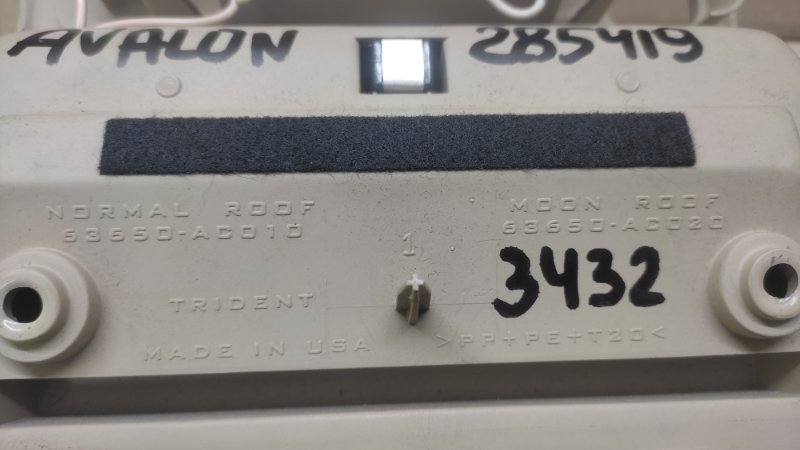 AVALON 285419
NORMAL ROOF MOON ROOF
63650-AC010 63650-AC020
1
3432
TRIDENT
MADE IN USA >PP+PE+T20<